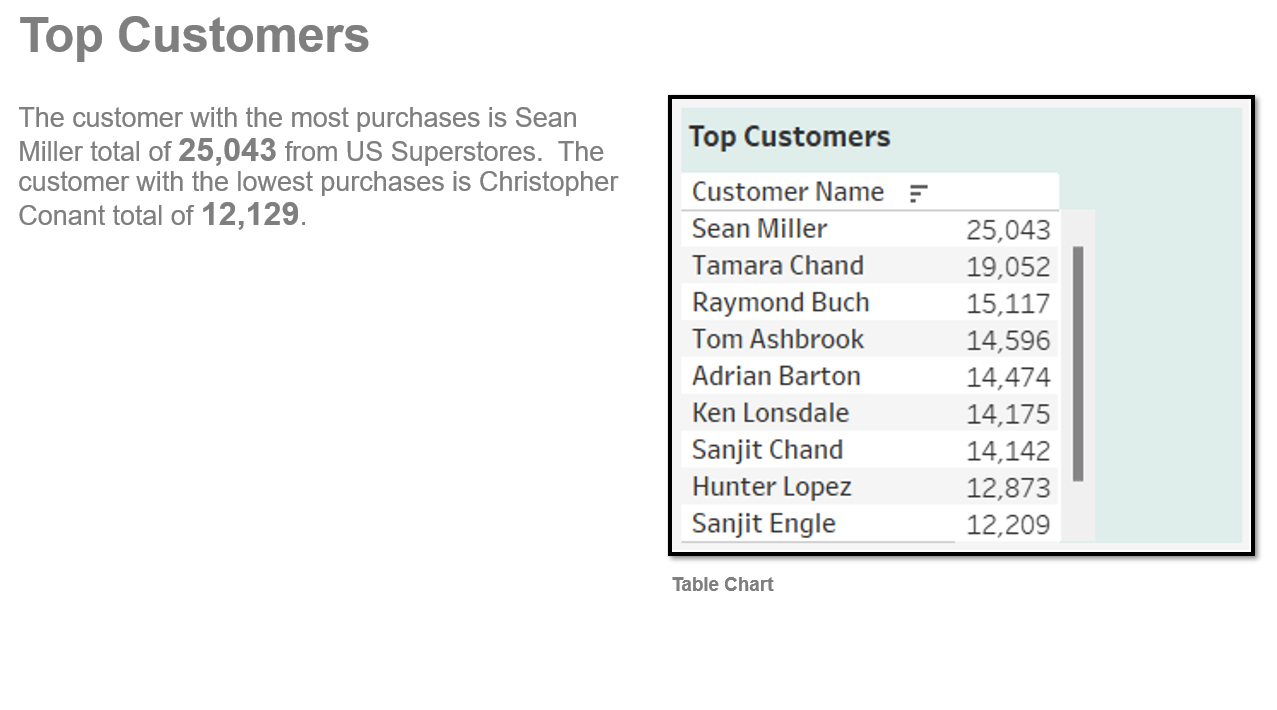 Top Customers
The customer with the most purchases is Sean
Miller total of 25,043 from US Superstores.  The
customer with the lowest purchases is Christopher
Conant total of 12,129.
Top Customers
Customer Name
Sean Miller 25,043
Tamara Chand 19,052
Raymond Buch 15,117
Tom Ashbrook 14,596
Adrian Barton 14,474
Ken Lonsdale 14,175
Sanjit Chand 14,142
Hunter Lopez 12,873
Sanjit Engle 12,209
Table Chart